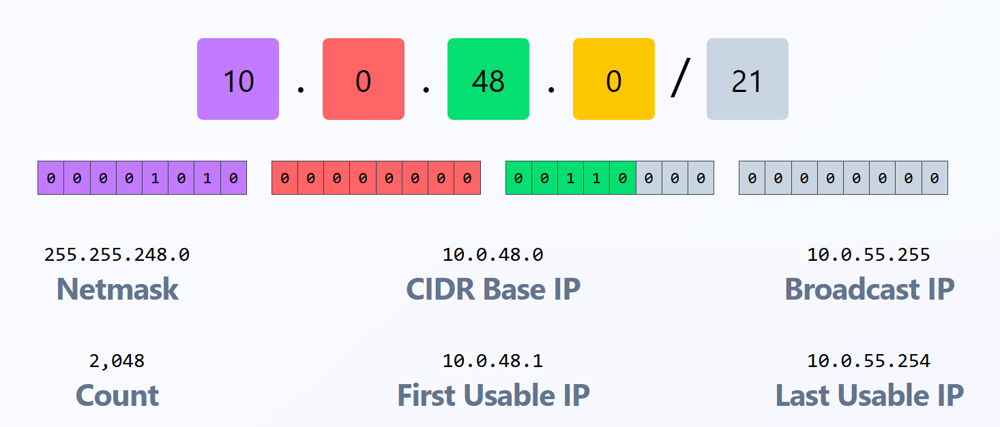 10 . 0 . 48 . 0 / 21
0 0 0 0 1 0 1 0 0 0 0 0 0 0 0 0 0 0 1 1 0 0 0 0 0 0 0 0 0 0 0 0
255.255.248.0 10.0.48.0 10.0.55.255
Netmask CIDR Base IP Broadcast IP
2,048 10.0.48.1 10.0.55.254
Count First Usable IP Last Usable IP